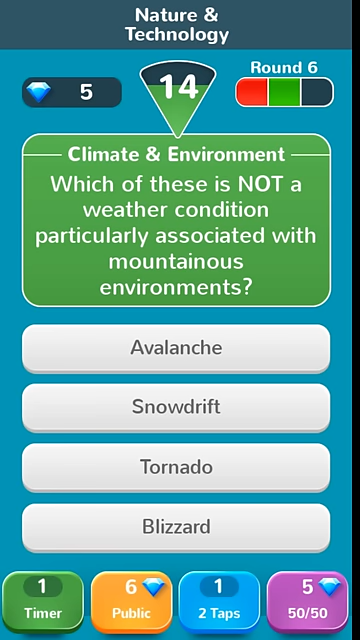 Nature &
Technology
5
14
Round 6
Climate & Environment
Which of these is NOT a
weather condition
particularly associated with
mountainous
environments?
Avalanche
Snowdrift
Tornado
Blizzard
1
Timer
6
Public
1
2 Taps
5
50/50